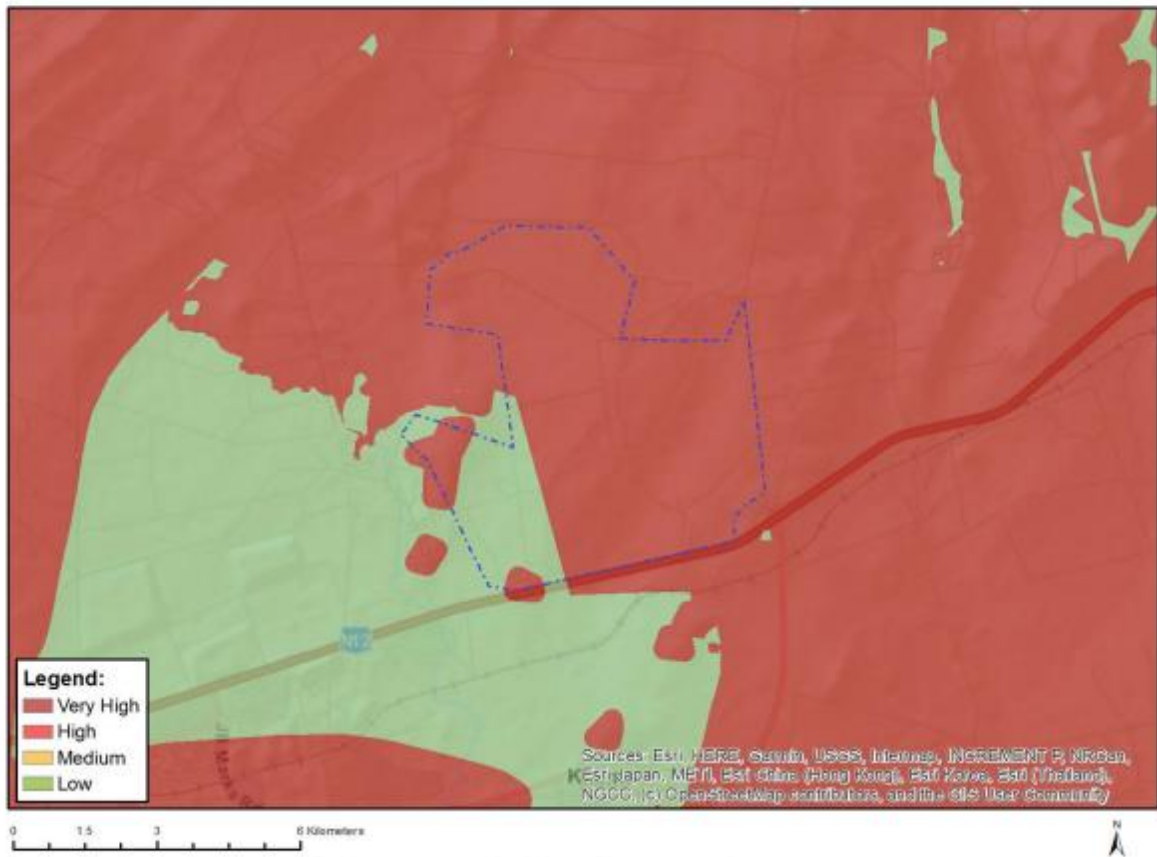 N12
Legend:
Very High
High
Medium
Low
Sources: Esri, HERE, Garmin, USGS, Intermap, INCREMENT P, NRCan,
K Esri Japan, METI, Esri China (Hong Kong), Esri Korea, Esri (Thailand),
NGCC, (c) OpenStreetMap contributors, and the GIS User Community
0 1.5 3 6 Kilometers
N